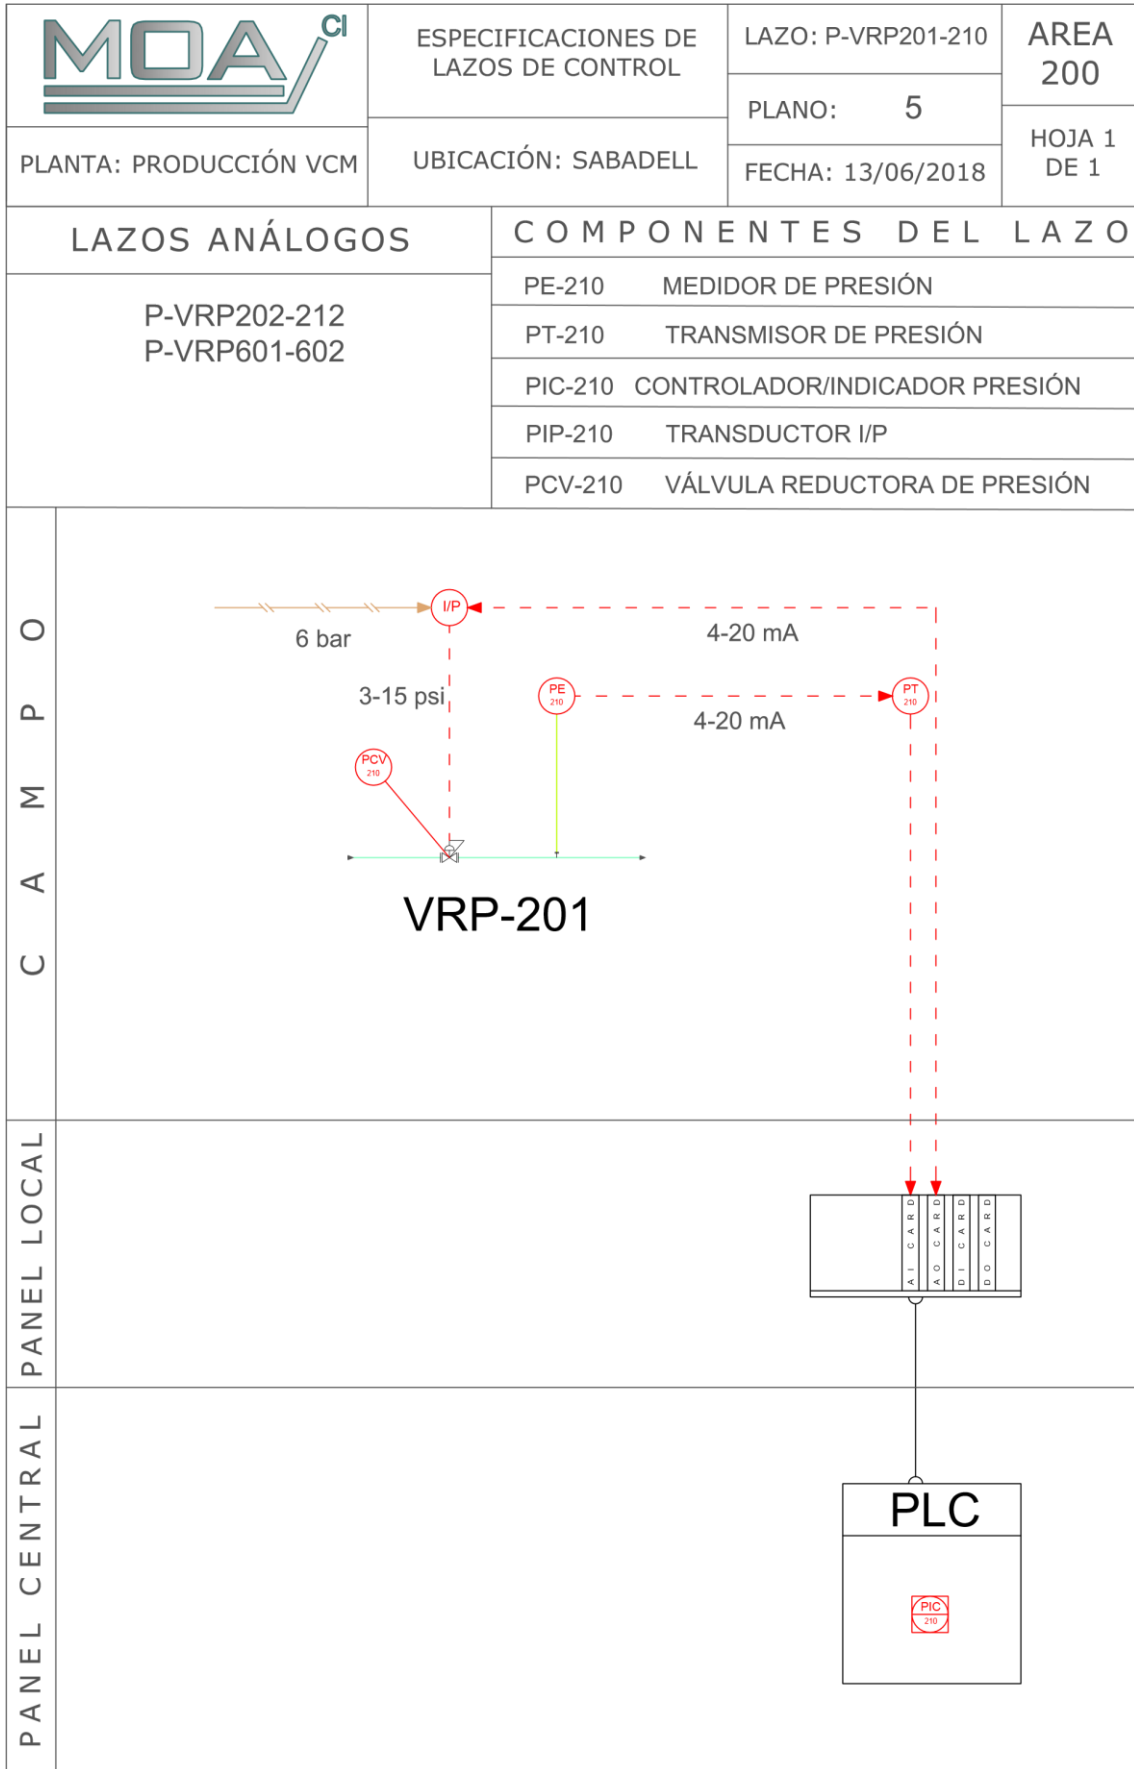 MOA CI
ESPECIFICACIONES DE
LAZOS DE CONTROL
LAZO: P-VRP201-210
AREA
200
PLANO: 5
PLANTA: PRODUCCIÓN VCM
UBICACIÓN: SABADELL
FECHA: 13/06/2018
HOJA 1
DE 1
LAZOS ANÁLOGOS
COMPONENTES DEL LAZO
P-VRP202-212
P-VRP601-602
PE-210 MEDIDOR DE PRESIÓN
PT-210 TRANSMISOR DE PRESIÓN
PIC-210 CONTROLADOR/INDICADOR PRESIÓN
PIP-210 TRANSDUCTOR I/P
PCV-210 VÁLVULA REDUCTORA DE PRESIÓN
CAMPO
I/P
6 bar
4-20 mA
3-15 psi
PE
210
4-20 mA
PT
210
PCV
210
VRP-201
PANEL LOCAL
AI CARD
AO CARD
DI CARD
DO CARD
PANEL CENTRAL
PLC
PIC
210